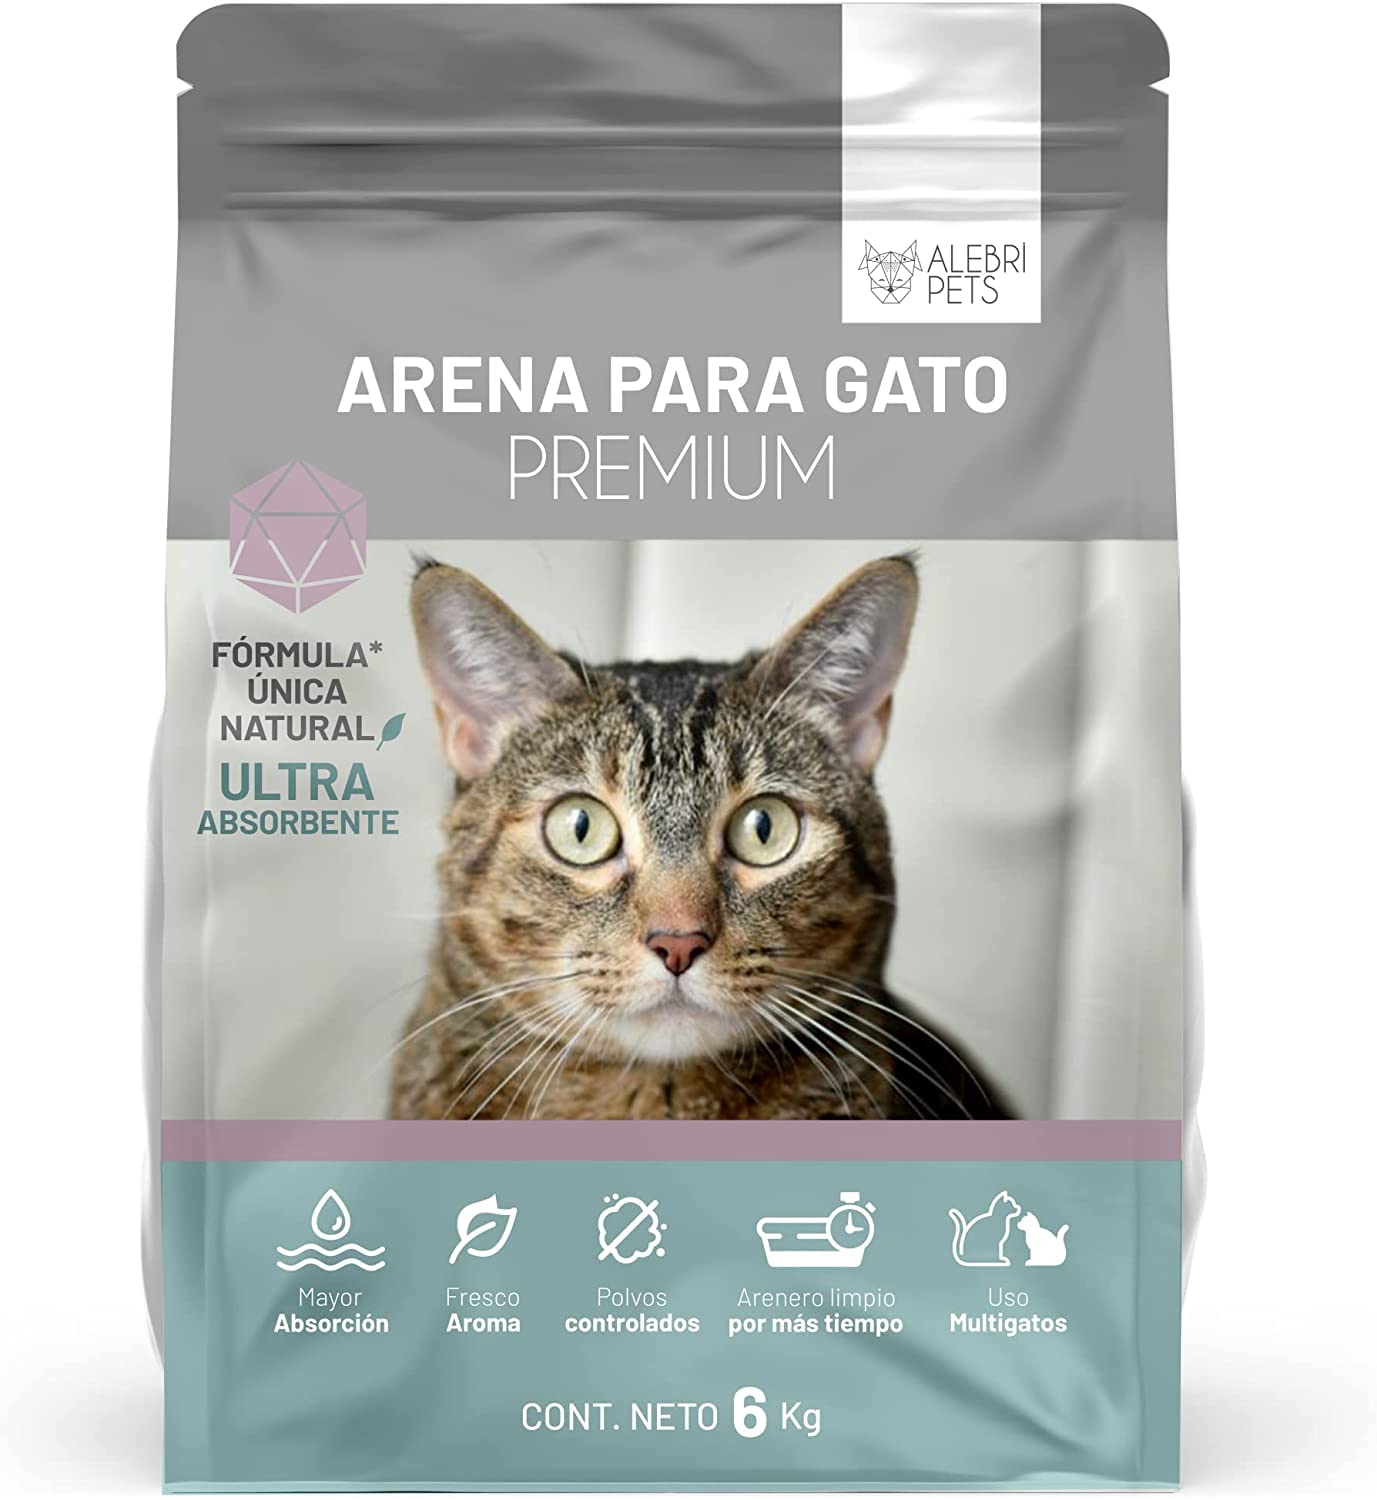 ALEBRI
PETS
ARENA PARA GATO
PREMIUM
FÓRMULA*
ÚNICA
NATURAL
ULTRA
ABSORBENTE
Mayor
Absorción
Fresco
Aroma
Polvos
controlados
Arenero limpio
por más tiempo
Uso
Multigatos
CONT. NETO 6 Kg